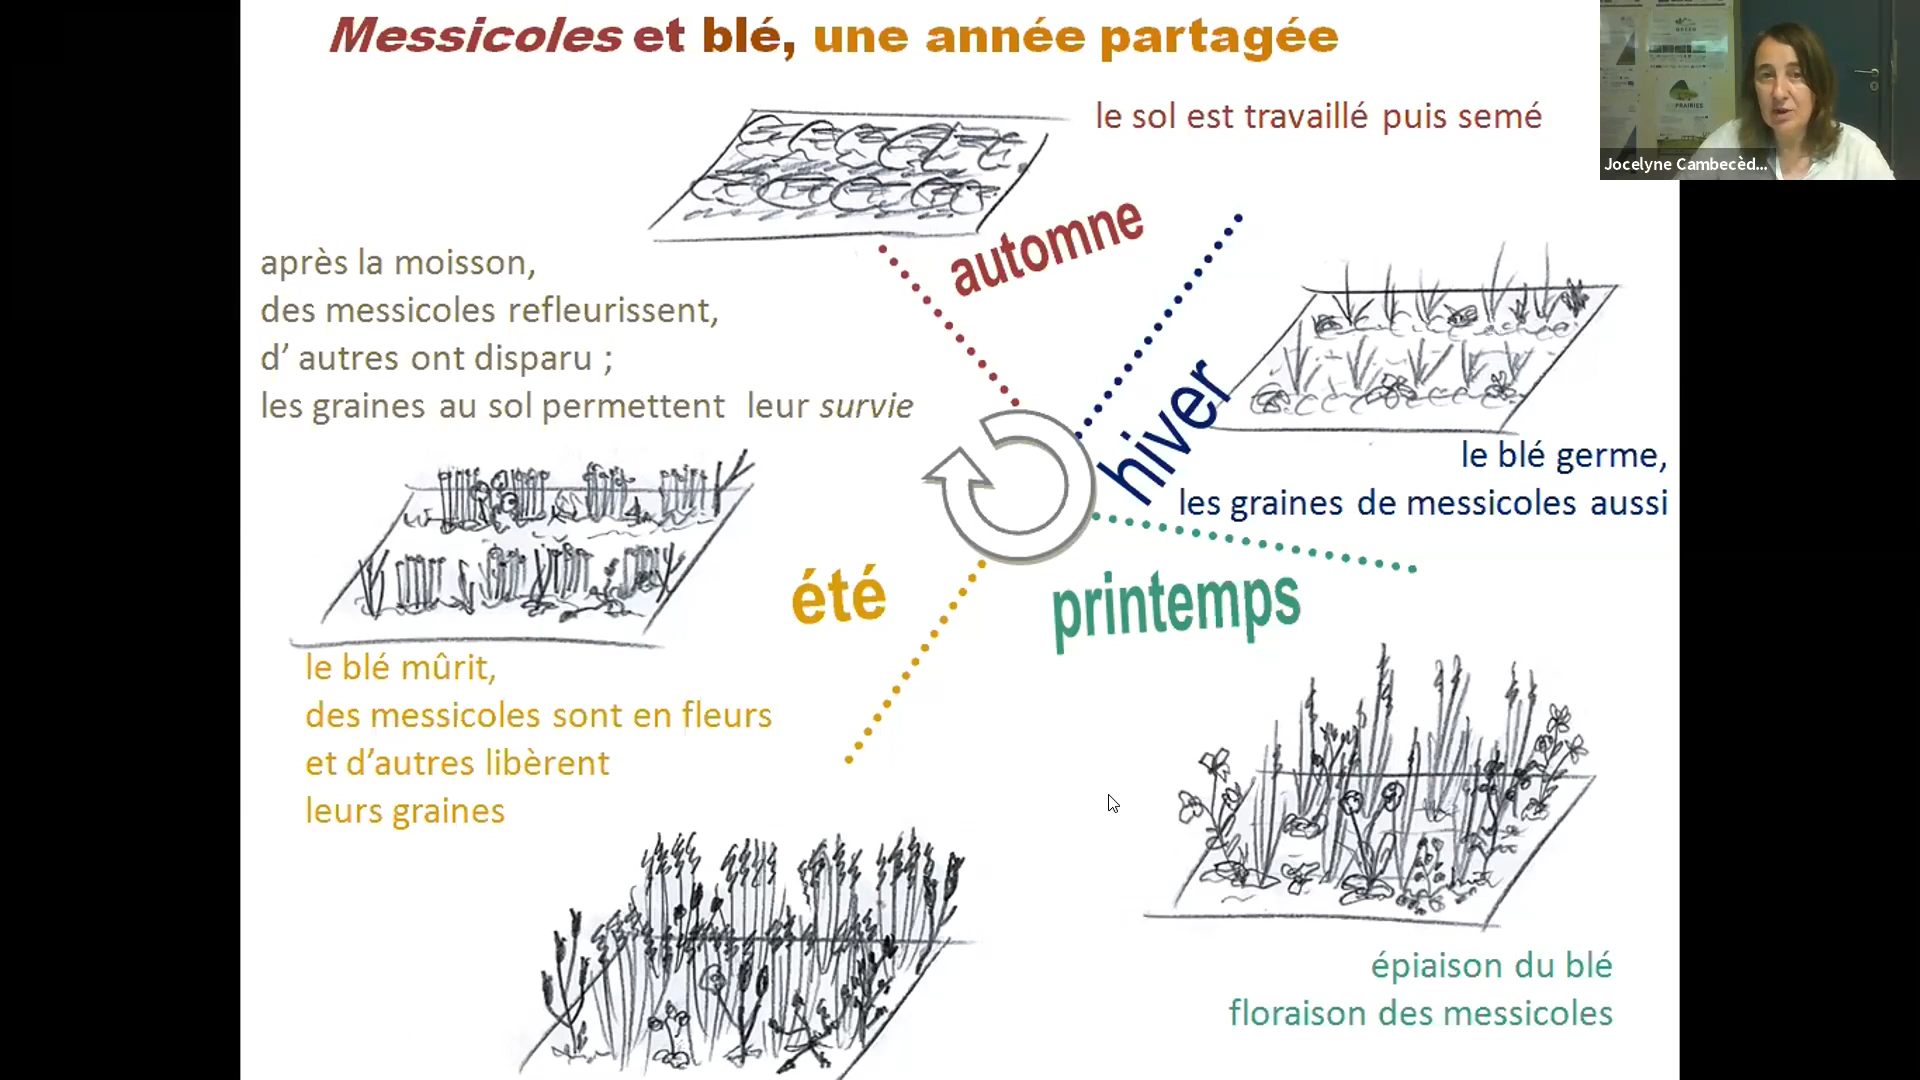 Messicoles et blé, une année partagée
le sol est travaillé puis semé
Jocelyne Cambecèd...
automne
après la moisson,
des messicoles refleurissent,
d’ autres ont disparu ;
les graines au sol permettent leur survie
hiver
le blé germe,
les graines de messicoles aussi
été
printemps
le blé mûrit,
des messicoles sont en fleurs
et d’autres libèrent
leurs graines
épiaison du blé
floraison des messicoles
PRAIRIES